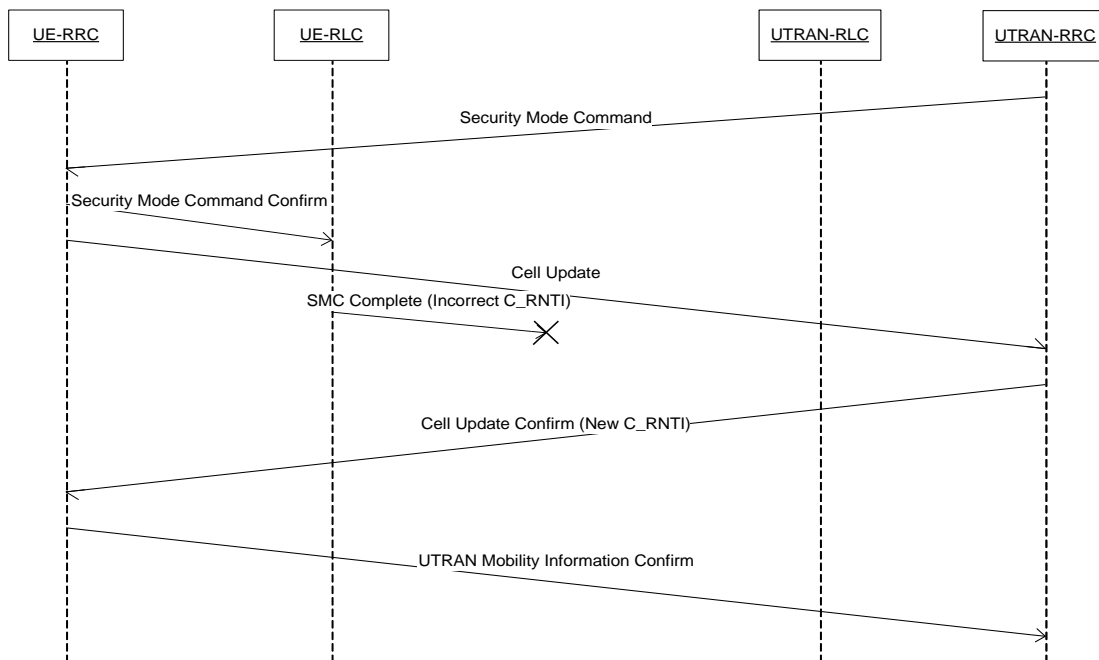 UE-RRC
UE-RLC
UTRAN-RLC
UTRAN-RRC
Security Mode Command
Security Mode Command Confirm
Cell Update
SMC Complete (Incorrect C_RNTI)
Cell Update Confirm (New C_RNTI)
UTRAN Mobility Information Confirm